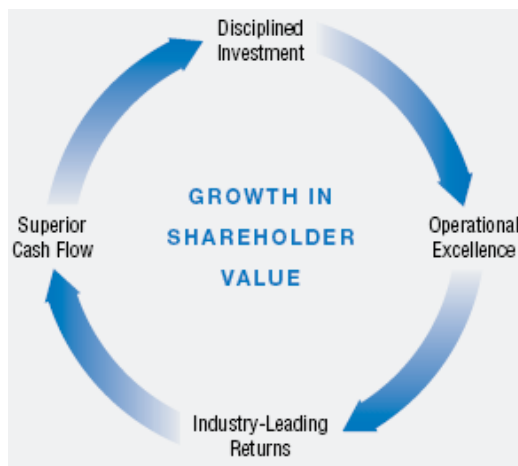 Disciplined
Investment
GROWTH IN
SHAREHOLDER
VALUE
Superior
Cash Flow
Operational
Excellence
Industry-Leading
Returns